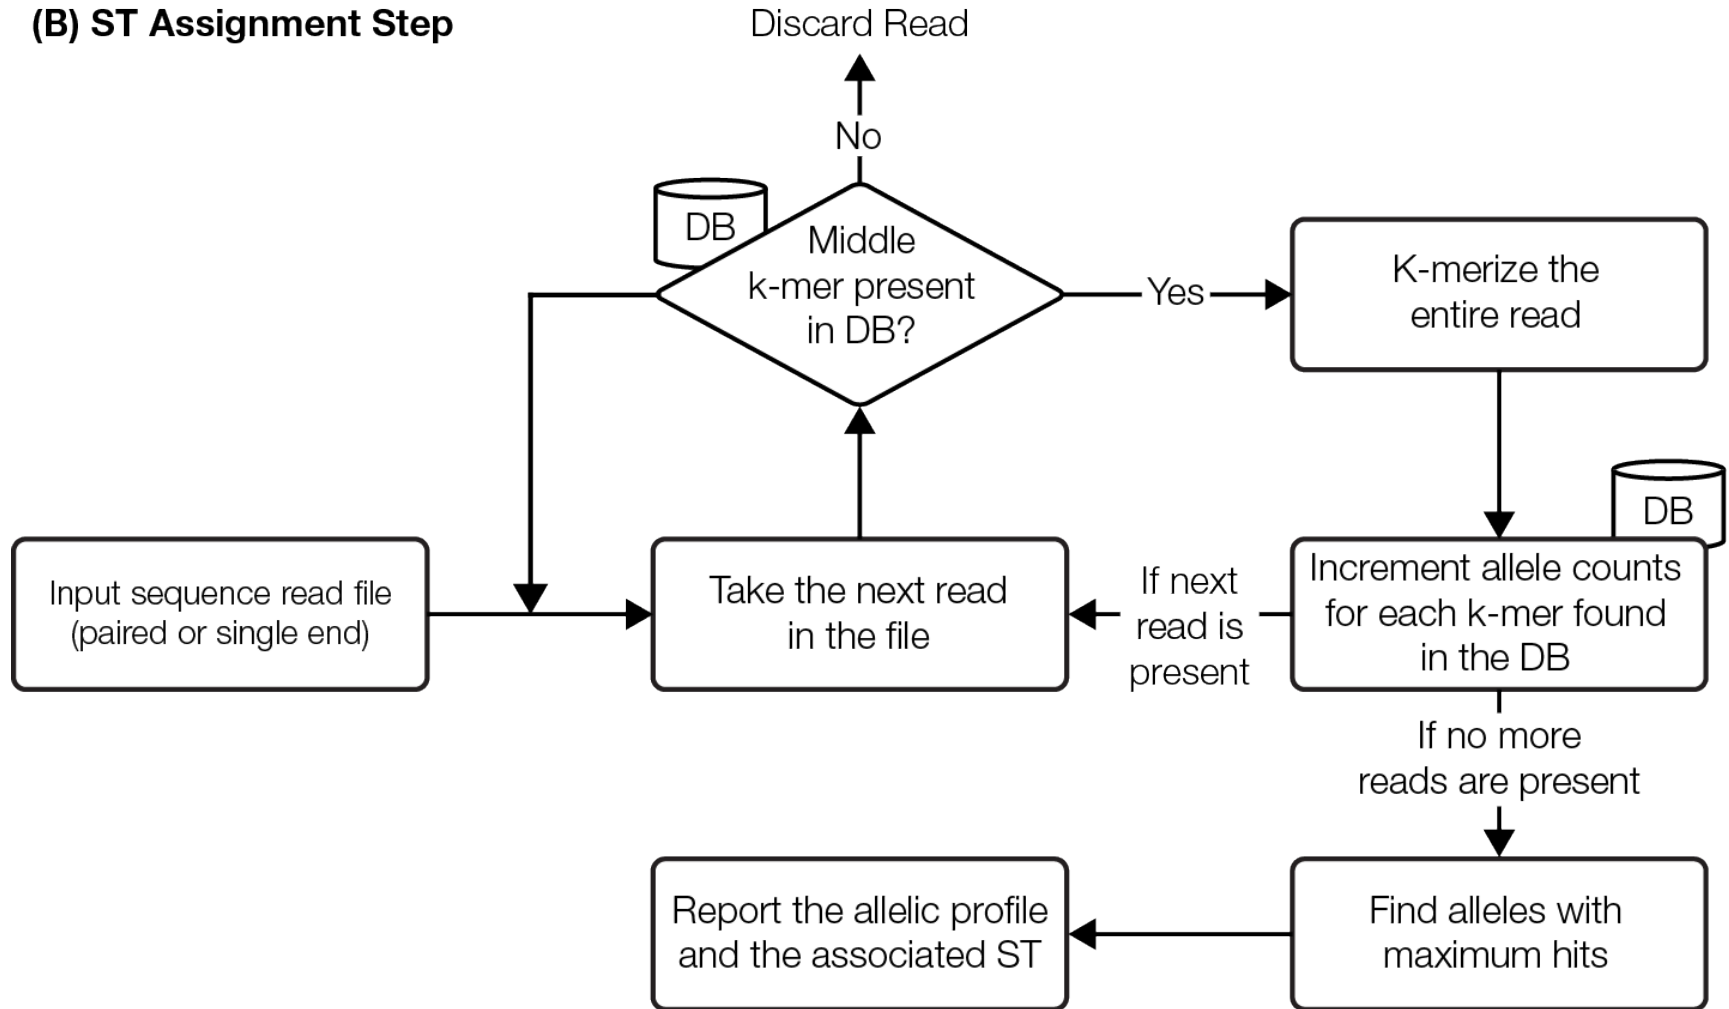 (B) ST Assignment Step
Discard Read
No
DB
Middle
k-mer present
in DB?
Yes
K-merize the
entire read
DB
Input sequence read file
(paired or single end)
Take the next read
in the file
If next
read is
present
Increment allele counts
for each k-mer found
in the DB
If no more
reads are present
Report the allelic profile
and the associated ST
Find alleles with
maximum hits